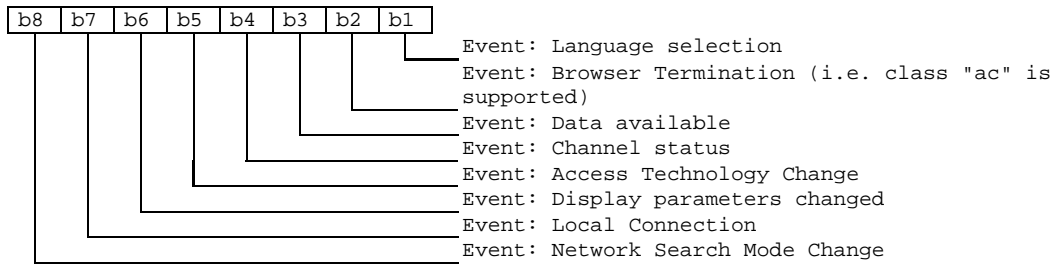 b8 b7 b6 b5 b4 b3 b2 b1
Event: Language selection
Event: Browser Termination (i.e. class "ac" is
supported)
Event: Data available
Event: Channel status
Event: Access Technology Change
Event: Display parameters changed
Event: Local Connection
Event: Network Search Mode Change